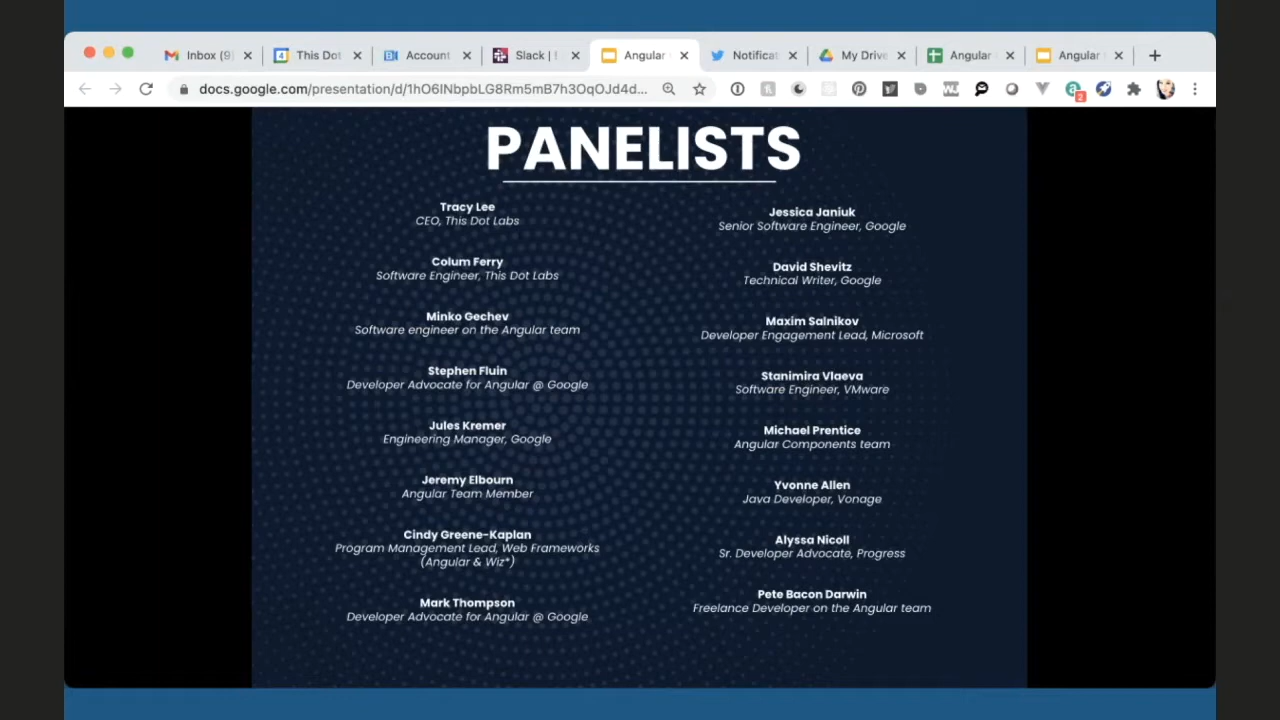 Inbox (9)
This Dot
Account
Slack |
Angular
Notificat
My Drive
Angular
Angular
docs.google.com/presentation/d/1hO6INbpbLG8Rm5mB7h3OqOJd4d...
2
PANELISTS
Tracy Lee
CEO, This Dot Labs
Colum Ferry
Software Engineer, This Dot Labs
Minko Gechev
Software engineer on the Angular team
Stephen Fluin
Developer Advocate for Angular @ Google
Jules Kremer
Engineering Manager, Google
Jeremy Elbourn
Angular Team Member
Cindy Greene-Kaplan
Program Management Lead, Web Frameworks
(Angular & Wiz*)
Mark Thompson
Developer Advocate for Angular @ Google
Jessica Janiuk
Senior Software Engineer, Google
David Shevitz
Technical Writer, Google
Maxim Salnikov
Developer Engagement Lead, Microsoft
Stanimira Vlaeva
Software Engineer, VMware
Michael Prentice
Angular Components team
Yvonne Allen
Java Developer, Vonage
Alyssa Nicoll
Sr. Developer Advocate, Progress
Pete Bacon Darwin
Freelance Developer on the Angular team